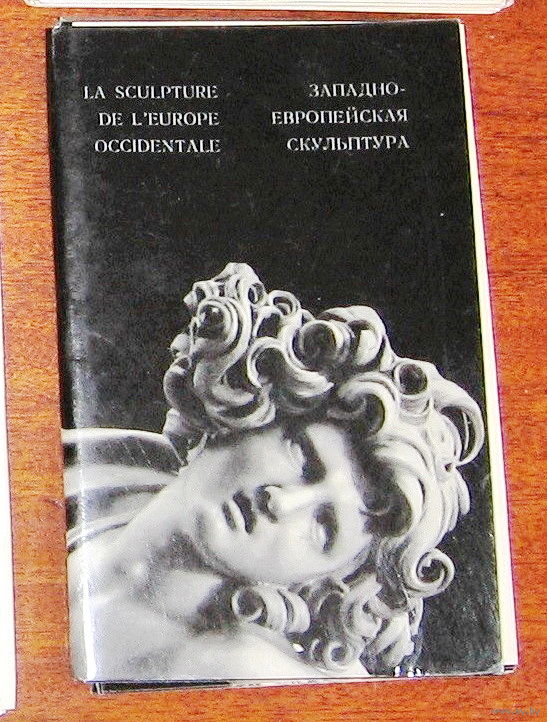 LA SCULPTURE
DE L'EUROPE
OCCIDENTALE
ЗАПАДНО-
ЕВРОПЕЙСКАЯ
СКУЛЬПТУРА